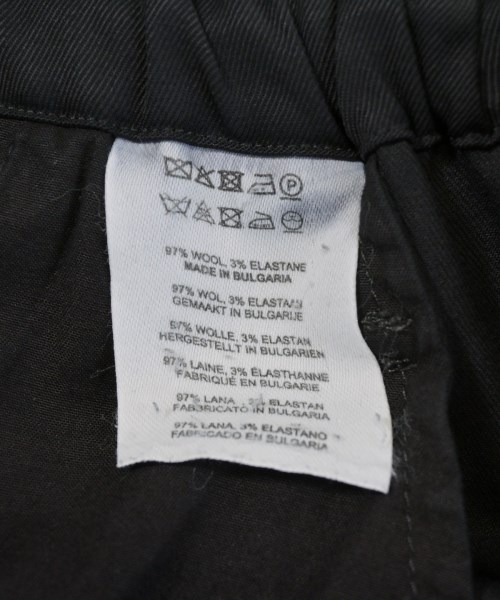 P
97% WOOL, 3% ELASTANE
MADE IN BULGARIA
97% WOL, 3% ELASTAAN
GEMAAKT IN BULGARIJE
97% WOLLE, 3% ELASTAN
HERGESTELLT IN BULGARIEN
97% LAINE, 3% ÉLASTHANNE
FABRIQUÉ EN BULGARIE
97% LANA, 3% ELASTAN
FABBRICATO IN BULGARIA
97% LANA, 3% ELASTANO
FABRICADO EN BULGARIA